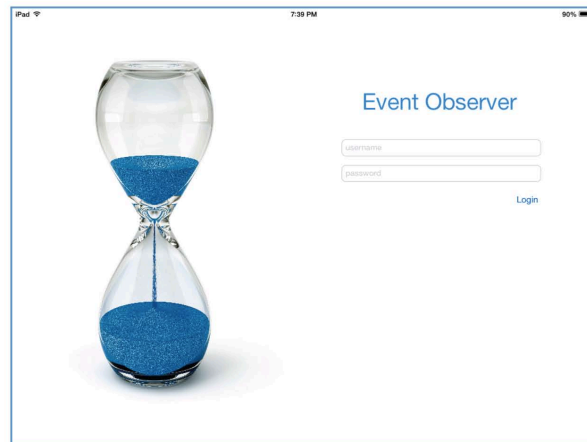 iPad 7:39 PM 90%
Event Observer
username
password
Login